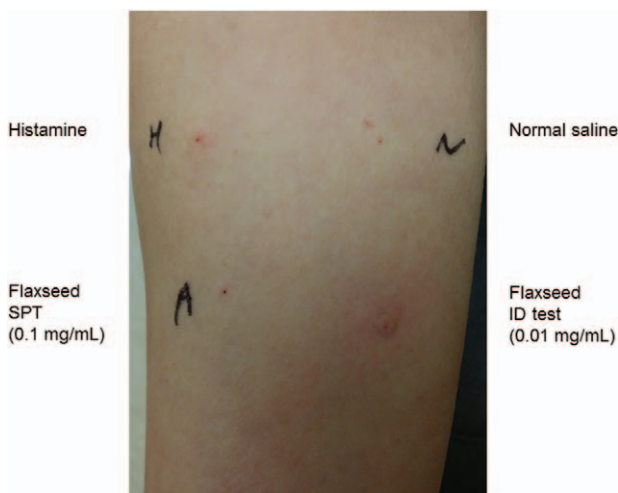 Histamine
H
N
Normal saline
Flaxseed
SPT
(0.1 mg/mL)
A
Flaxseed
ID test
(0.01 mg/mL)